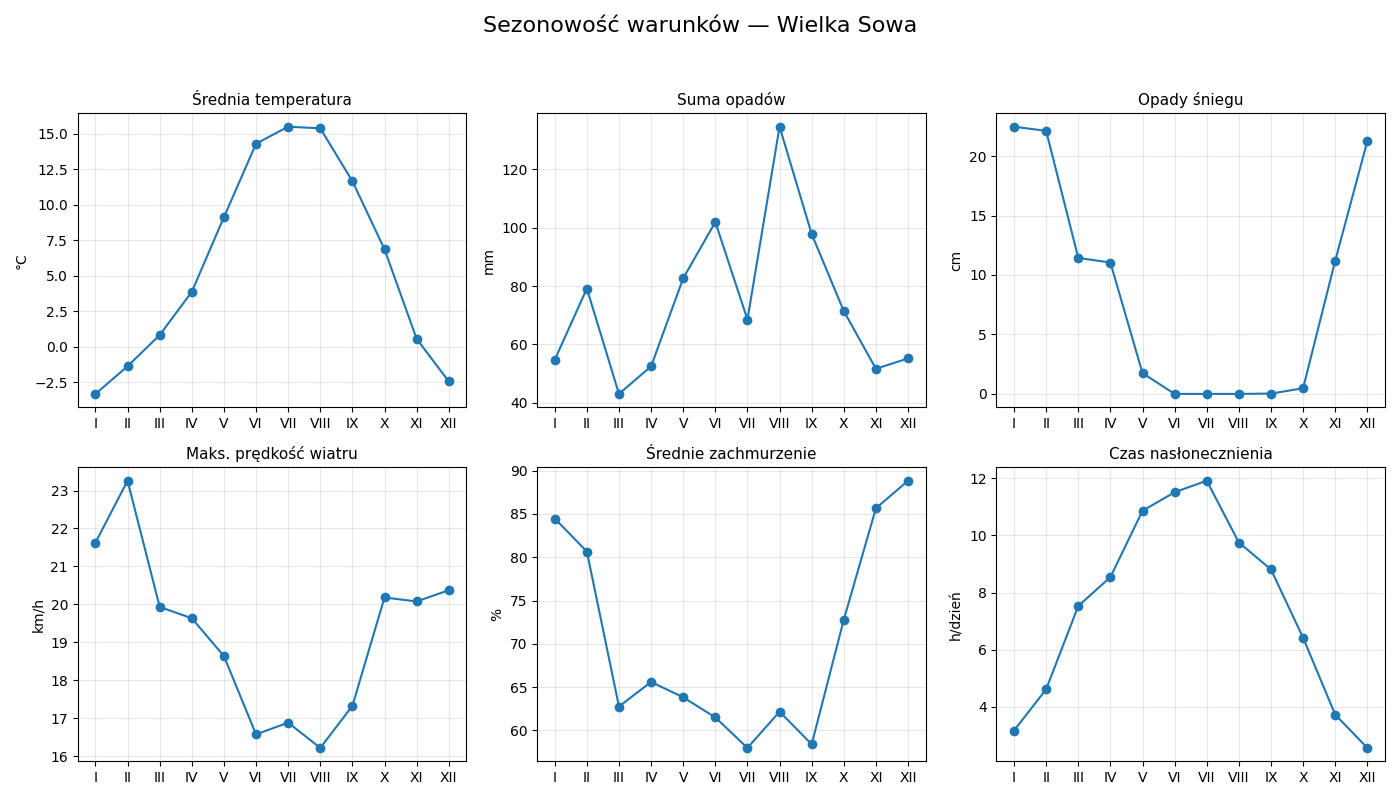 Sezonowość warunków — Wielka Sowa
Średnia temperatura
°C
15.0
12.5
10.0
7.5
5.0
2.5
0.0
−2.5
I II III IV V VI VII VIII IX X XI XII
Suma opadów
mm
120
100
80
60
40
I II III IV V VI VII VIII IX X XI XII
Opady śniegu
cm
20
15
10
5
0
I II III IV V VI VII VIII IX X XI XII
Maks. prędkość wiatru
km/h
23
22
21
20
19
18
17
16
I II III IV V VI VII VIII IX X XI XII
Średnie zachmurzenie
%
90
85
80
75
70
65
60
I II III IV V VI VII VIII IX X XI XII
Czas nasłonecznienia
h/dzień
12
10
8
6
4
I II III IV V VI VII VIII IX X XI XII